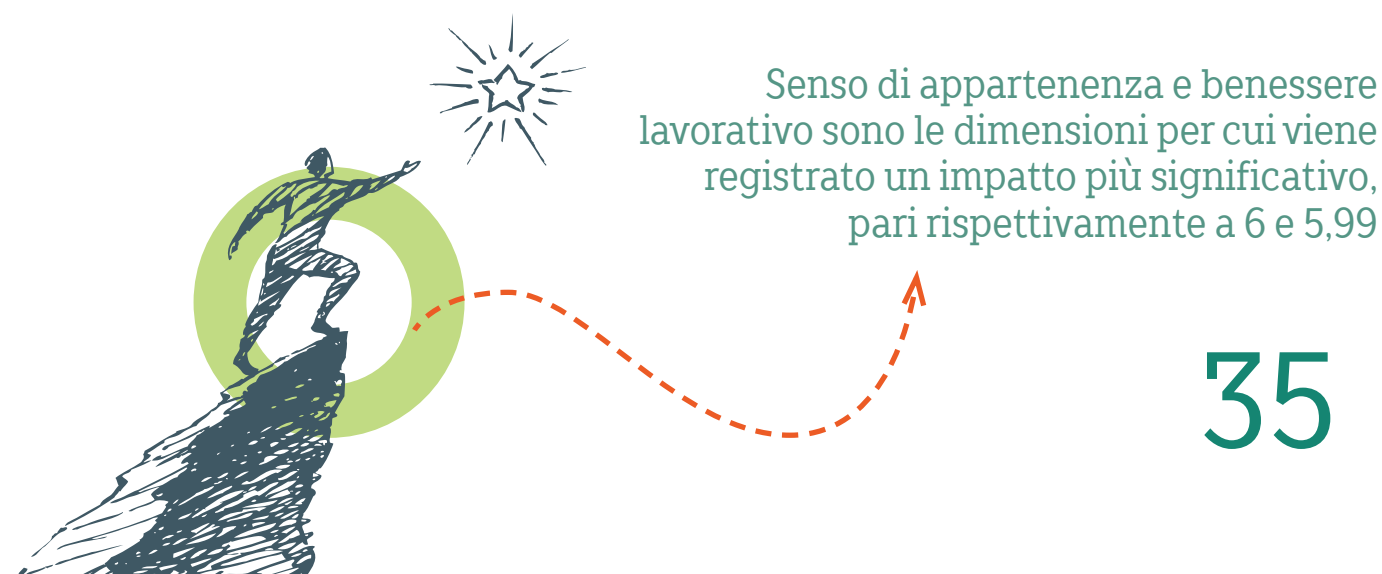 Senso di appartenenza e benessere
lavorativo sono le dimensioni per cui viene
registrato un impatto più significativo,
pari rispettivamente a 6 e 5,99
35